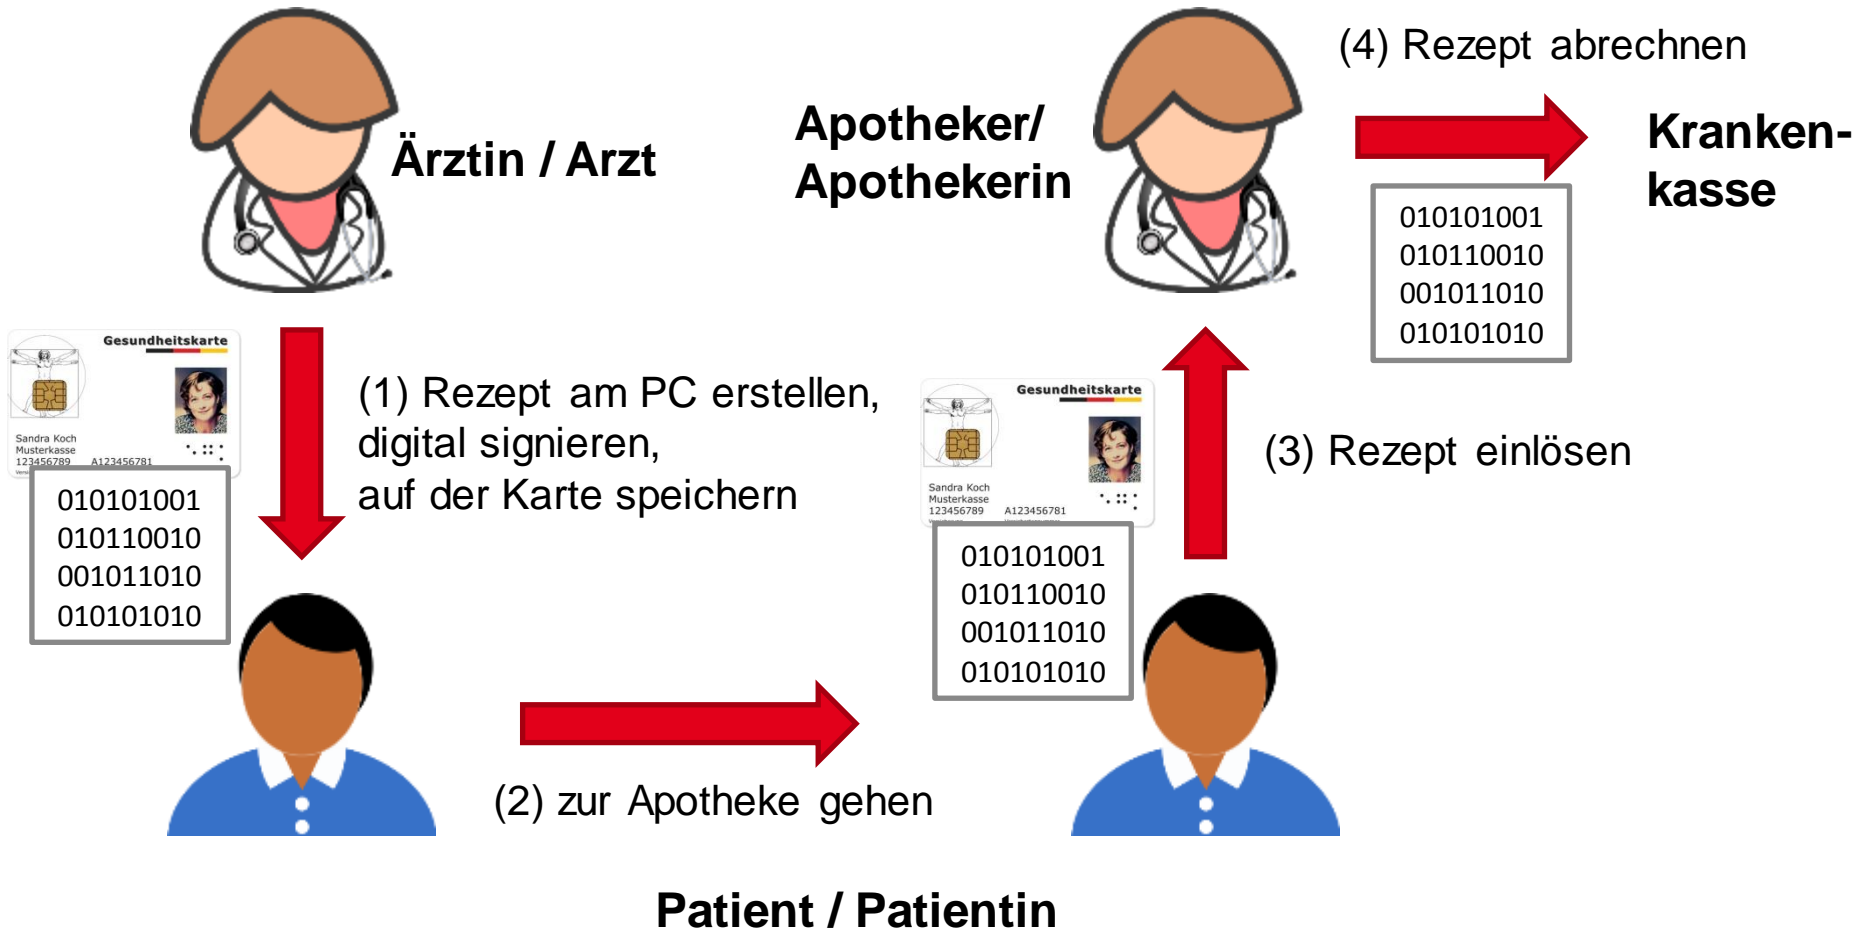 (4) Rezept abrechnen
Ärztin / Arzt
Apotheker/
Apothekerin
Kranken-
kasse
010101001
010110010
001011010
010101010
Gesundheitskarte
Sandra Koch
Musterkasse
123456789 A123456781
010101001
010110010
001011010
010101010
(1) Rezept am PC erstellen,
digital signieren,
auf der Karte speichern
Gesundheitskarte
Sandra Koch
Musterkasse
123456789 A123456781
010101001
010110010
001011010
010101010
(3) Rezept einlösen
(2) zur Apotheke gehen
Patient / Patientin